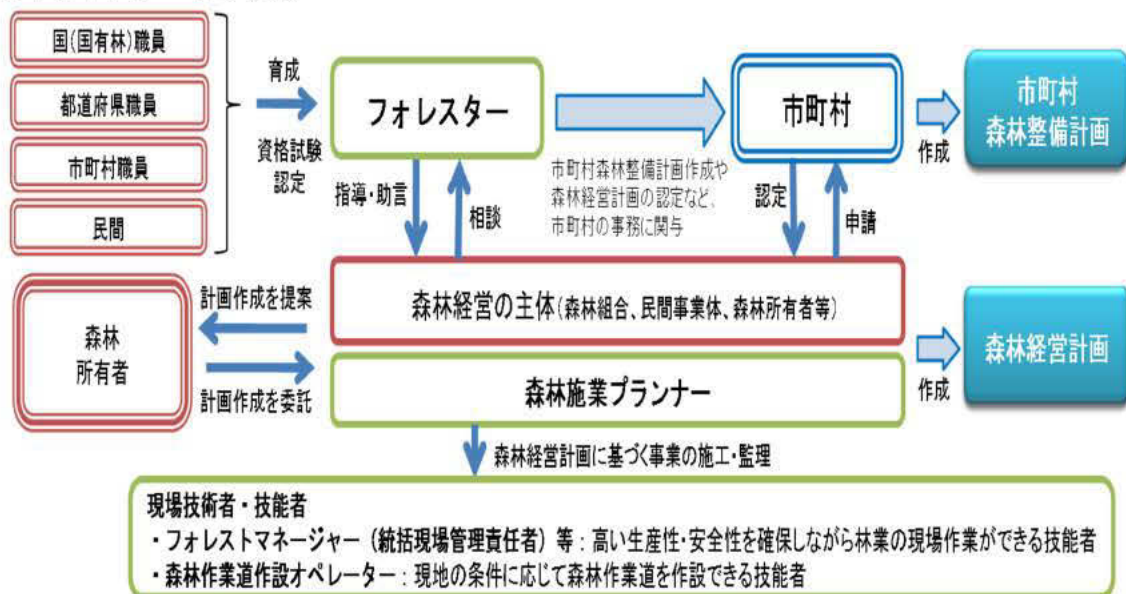 国(国有林)職員
都道府県職員
市町村職員
民間
育成
資格試験
認定
フォレスター
市町村森林整備計画作成や
森林経営計画の認定など、
市町村の事務に関与
市町村
作成
市町村
森林整備計画
指導・助言
相談
認定
申請
森林
所有者
計画作成を提案
計画作成を委託
森林経営の主体(森林組合、民間事業体、森林所有者等)
森林施業プランナー
作成
森林経営計画
森林経営計画に基づく事業の施工・監理
現場技術者・技能者
・フォレストマネージャー(統括現場管理責任者)等:高い生産性・安全性を確保しながら林業の現場作業ができる技能者
・森林作業道作設オペレーター:現地の条件に応じて森林作業道を作設できる技能者